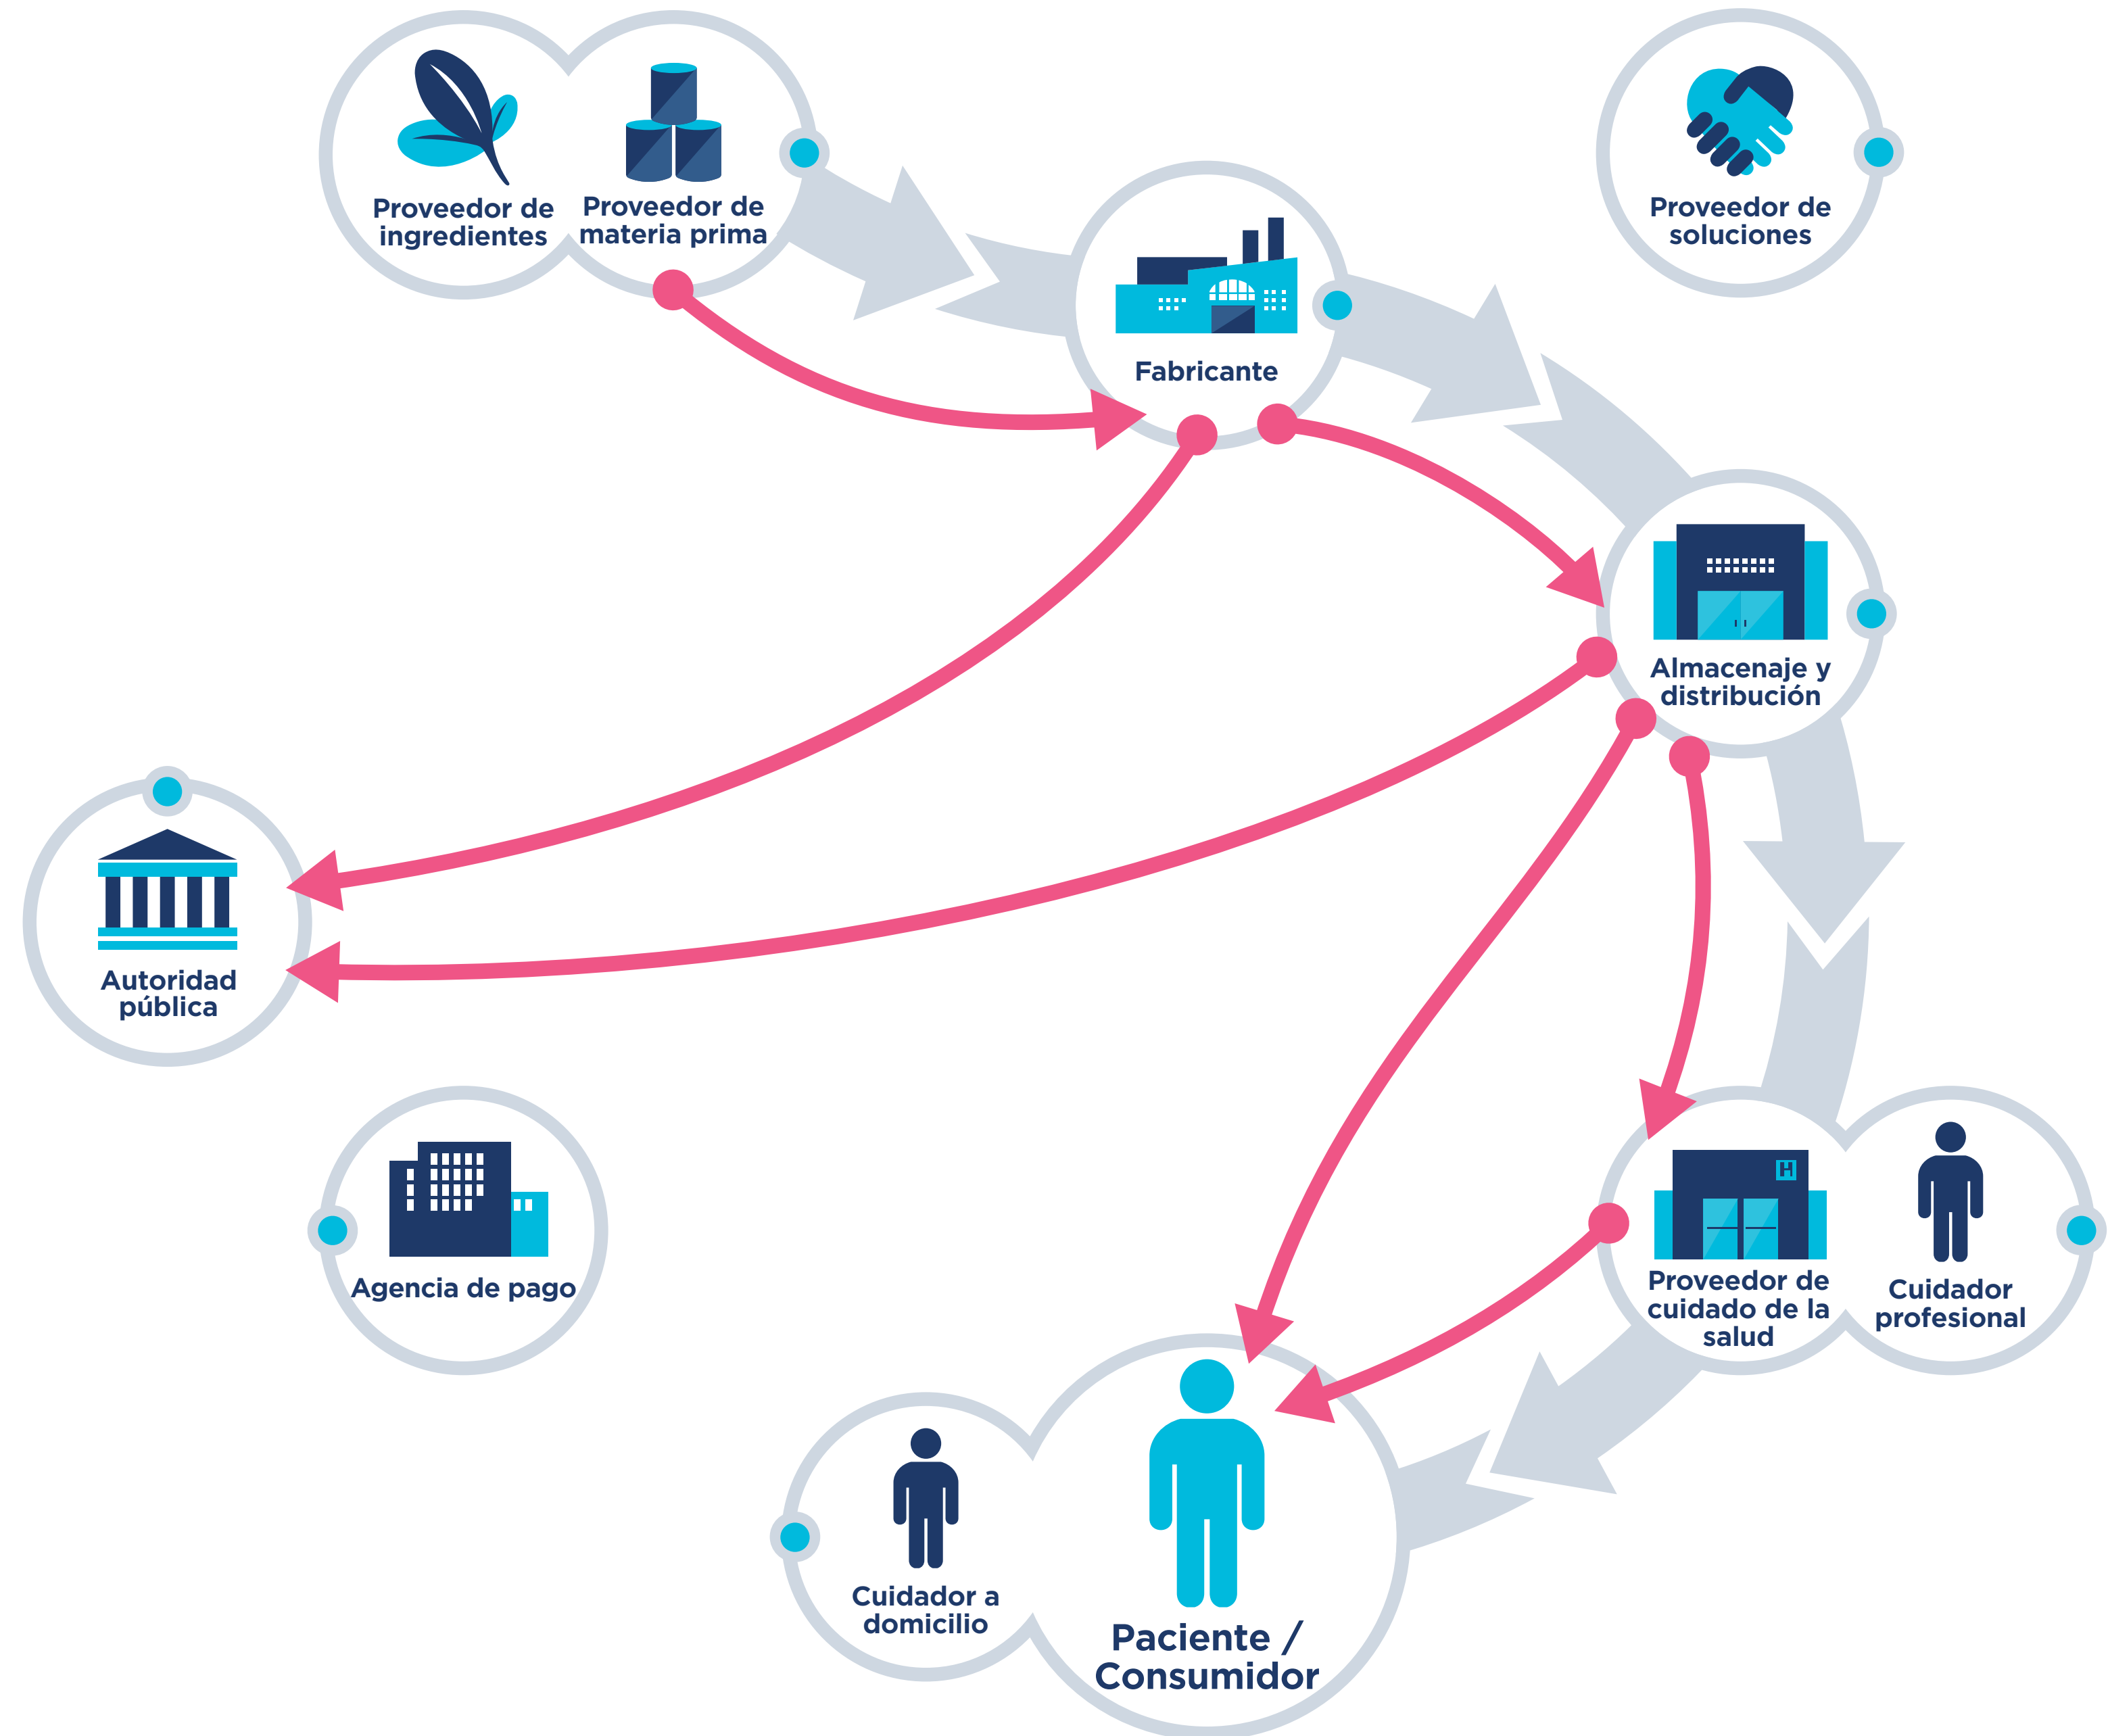 Proveedor de
ingredientes
Proveedor de
materia prima
Proveedor de
soluciones
Fabricante
Almacenaje y
distribución
Autoridad
pública
Agencia de pago
H
Proveedor de
cuidado de la
salud
Cuidador
profesional
Cuidador a
domicilio
Paciente /
Consumidor